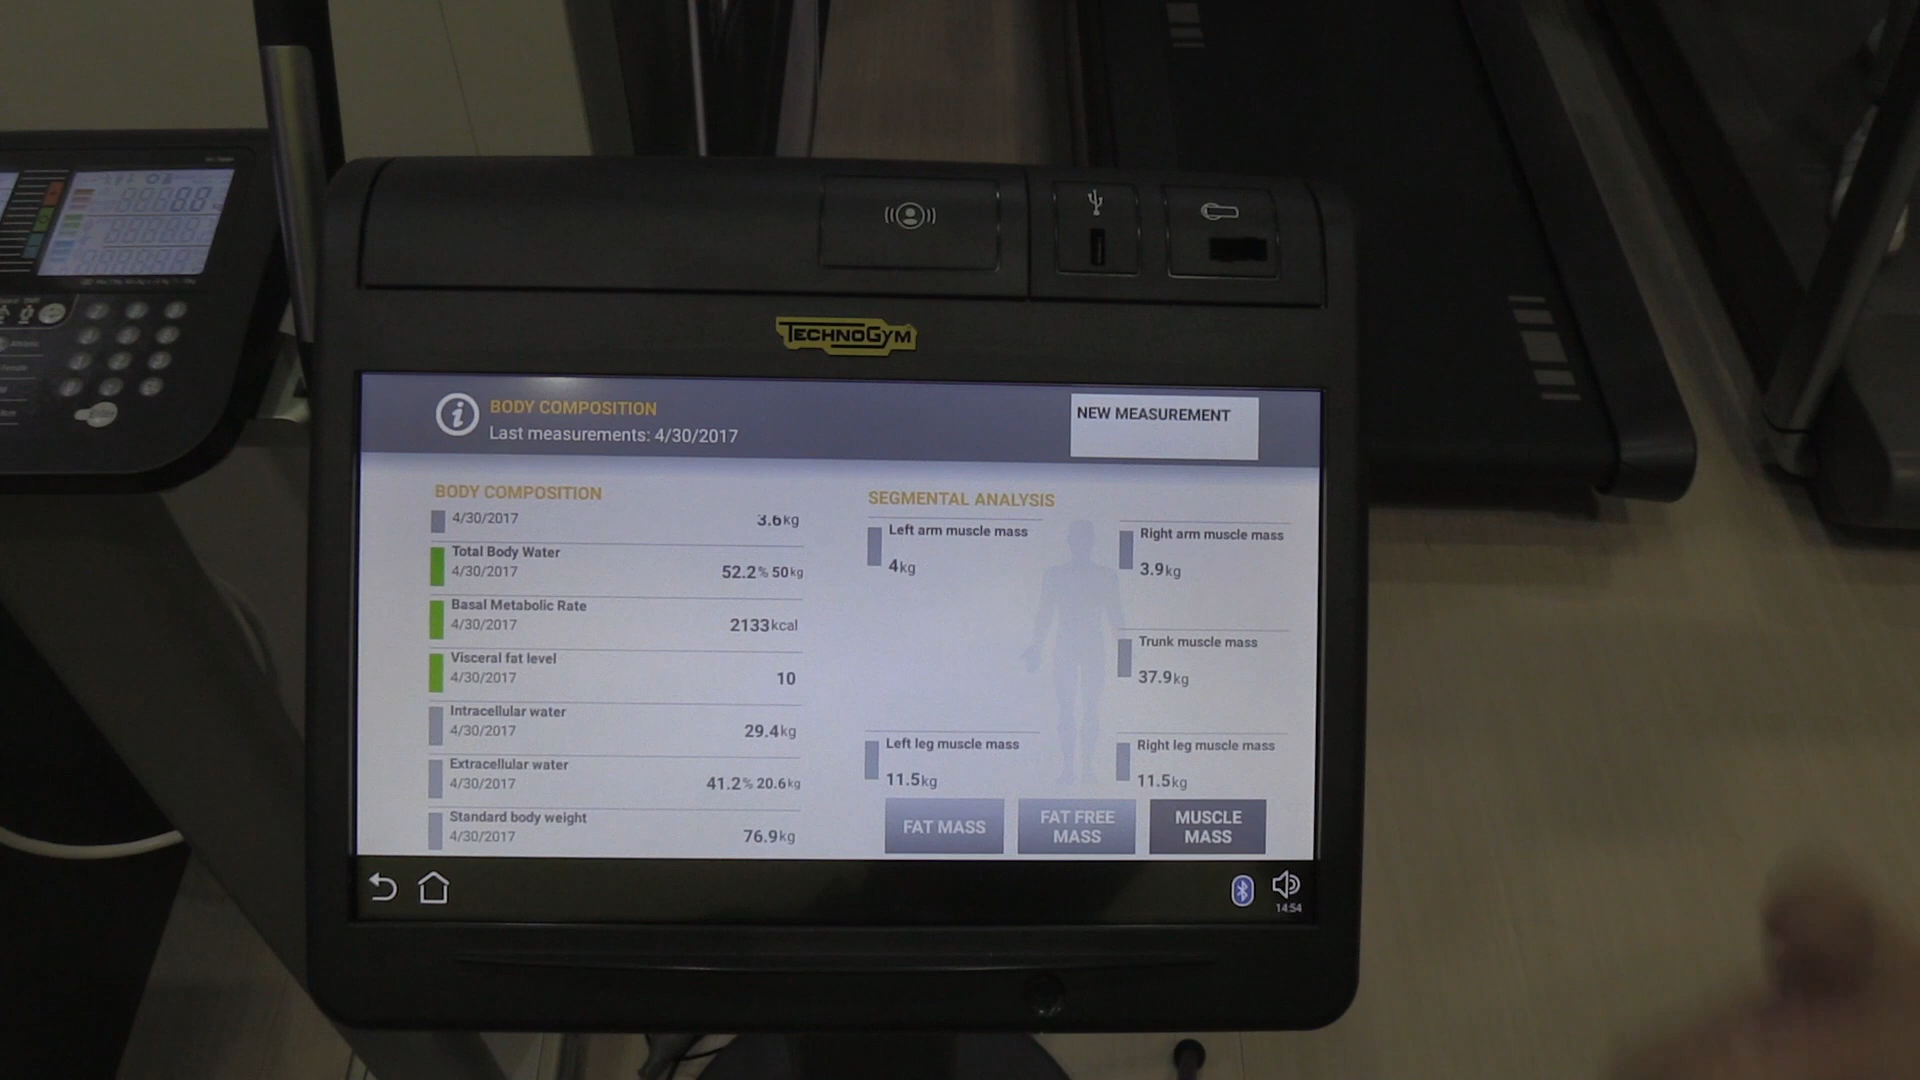 TECHNOGYM
BODY COMPOSITION
Last measurements: 4/30/2017
NEW MEASUREMENT
BODY COMPOSITION
4/30/2017 3.6kg
Total Body Water
4/30/2017 52.2% 50kg
Basal Metabolic Rate
4/30/2017 2133kcal
Visceral fat level
4/30/2017 10
Intracellular water
4/30/2017 29.4kg
Extracellular water
4/30/2017 41.2% 20.6kg
Standard body weight
4/30/2017 76.9kg
SEGMENTAL ANALYSIS
Left arm muscle mass
4kg
Right arm muscle mass
3.9kg
Trunk muscle mass
37.9kg
Left leg muscle mass
11.5kg
Right leg muscle mass
11.5kg
FAT MASS
FAT FREE
MASS
MUSCLE
MASS
14:54